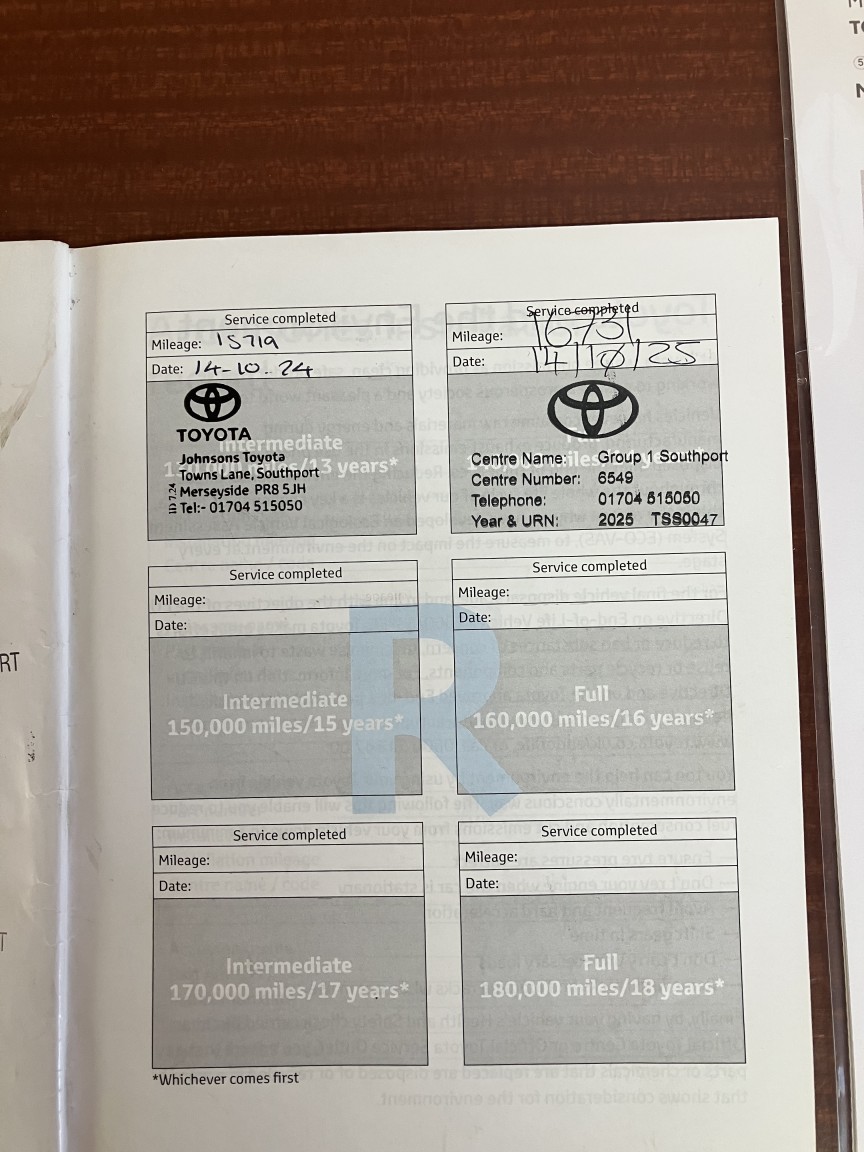 Service completed
Mileage: 15719
Date: 14-10.24
TOYOTA
Intermediate
miles/13 years*
Johnsons Toyota
Towns Lane, Southport
Merseyside PR8 5JH
Tel:- 01704 515050
Service completed
Mileage: 16731
Date: 14/10/25
Centre Name: Group 1 Southport
Centre Number: 6549
Telephone: 01704 515050
Year & URN: 2025 TSS0047
Service completed
Mileage:
Date:
Intermediate
150,000 miles/15 years*
Service completed
Mileage:
Date:
Full
160,000 miles/16 years*
R
Service completed
Mileage:
Date:
Intermediate
170,000 miles/17 years*
Service completed
Mileage:
Date:
Full
180,000 miles/18 years*
*Whichever comes first
RT